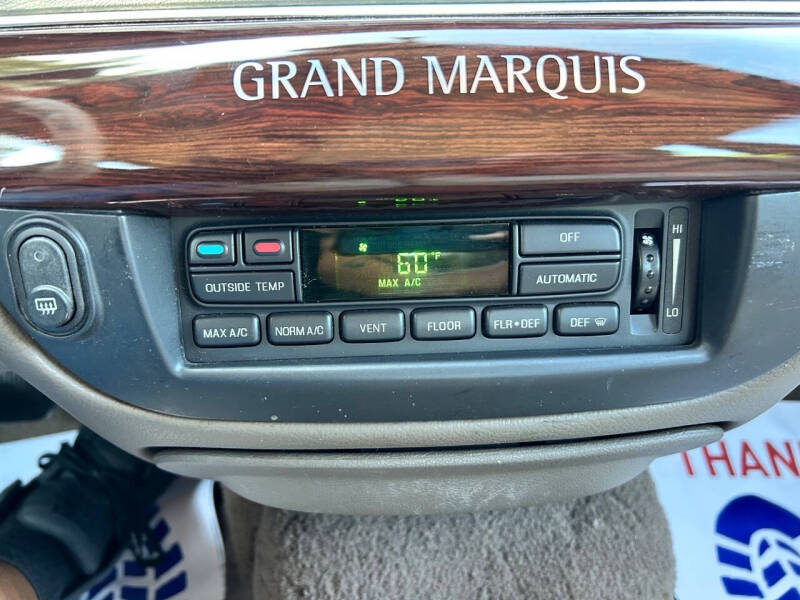 GRAND MARQUIS
OFF
HI
60°F
OUTSIDE TEMP
MAX A/C
AUTOMATIC
MAX A/C
NORM A/C
VENT
FLOOR
FLR•DEF
DEF
LO
THAN